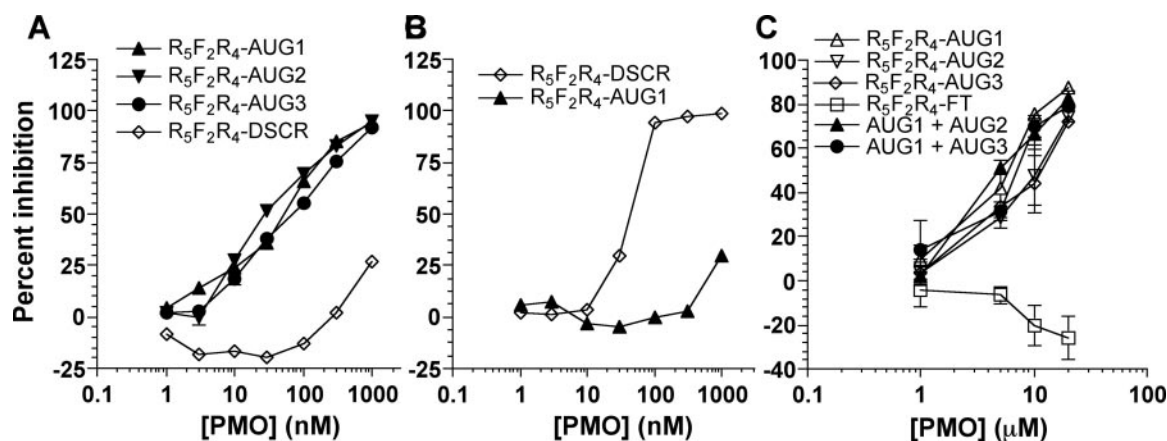 A
R₅F₂R₄-AUG1
R₅F₂R₄-AUG2
R₅F₂R₄-AUG3
R₅F₂R₄-DSCR
Percent inhibition
125
100
75
50
25
0
-25
0.1 1 10 100 1000
[PMO] (nM)
B
R₅F₂R₄-DSCR
R₅F₂R₄-AUG1
125
100
75
50
25
0
-25
0.1 1 10 100 1000
[PMO] (nM)
C
R₅F₂R₄-AUG1
R₅F₂R₄-AUG2
R₅F₂R₄-AUG3
R₅F₂R₄-FT
AUG1 + AUG2
AUG1 + AUG3
100
80
60
40
20
0
-20
-40
0.1 1 10 100
[PMO] (μM)